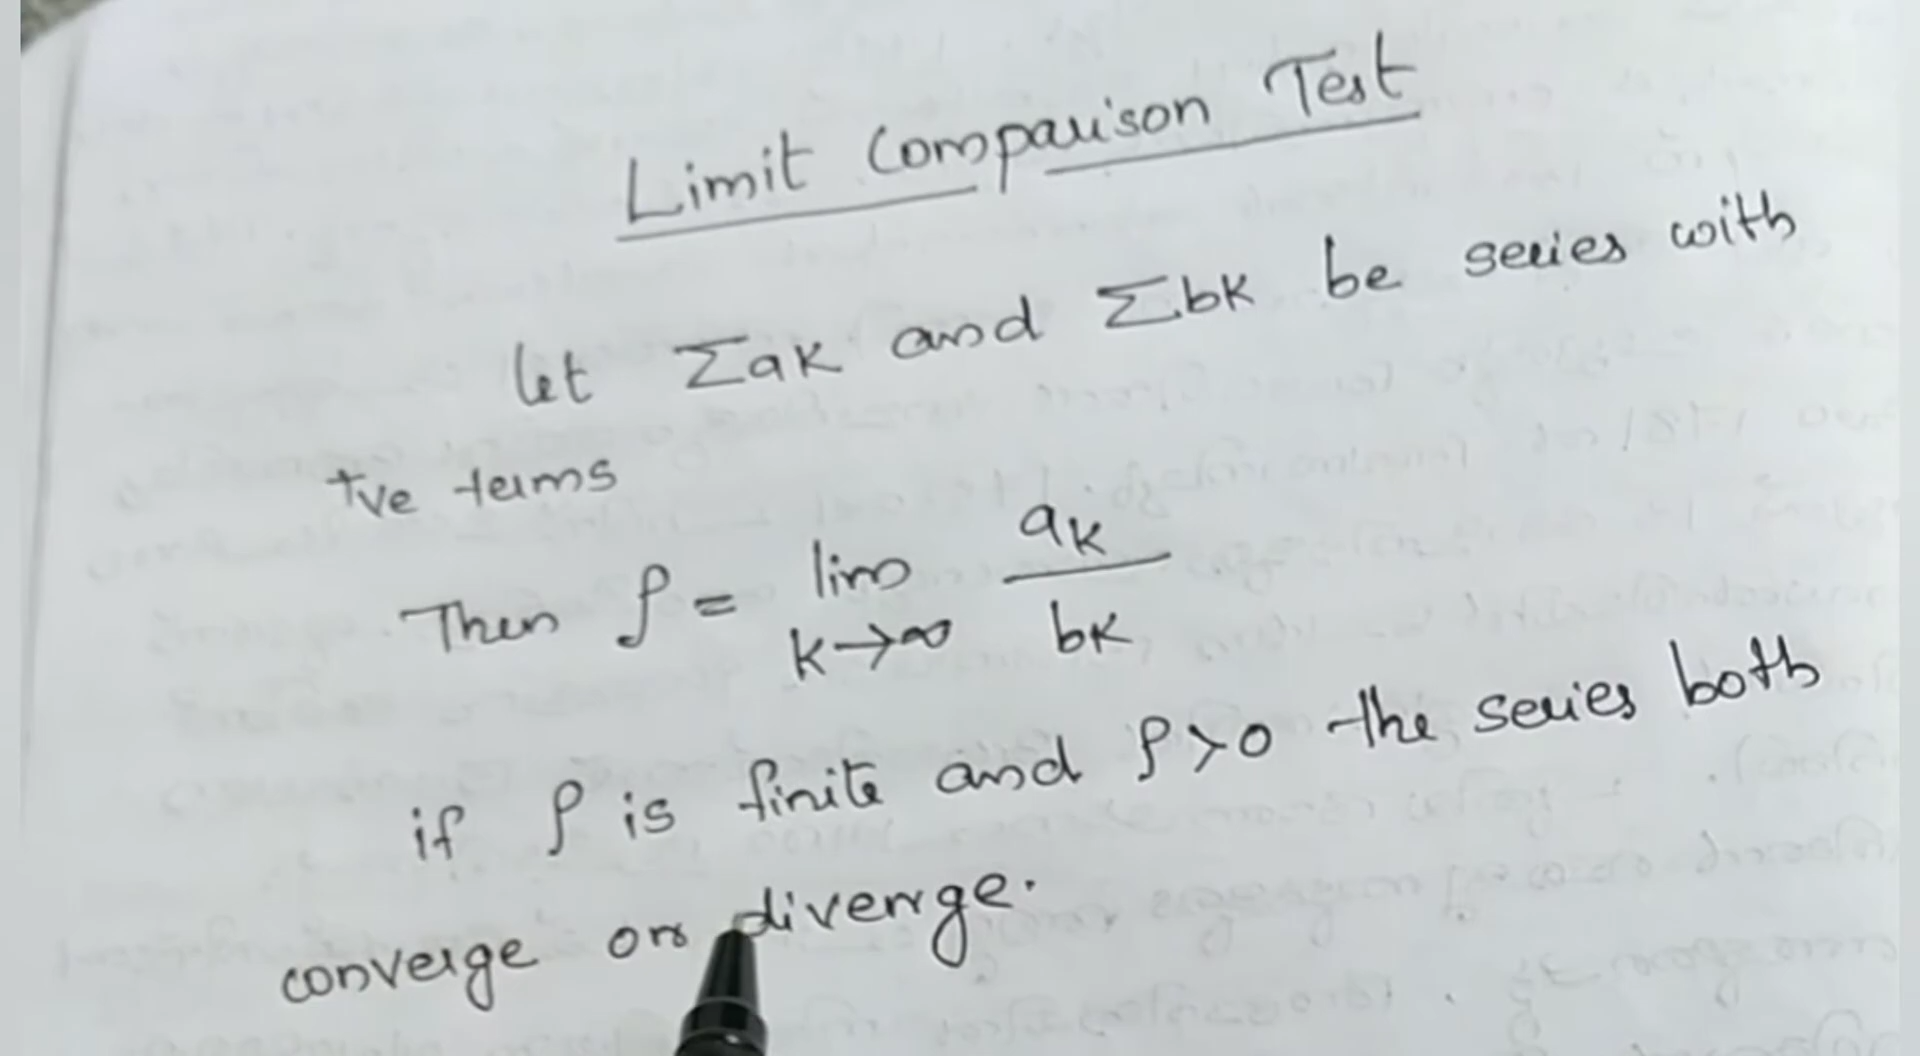 Limit Comparison Test
let Σak and Σbk be series with
+ve terms
Then ρ = lim k→∞ ak/bk
if ρ is finite and ρ>0 the series both
converge or diverge.